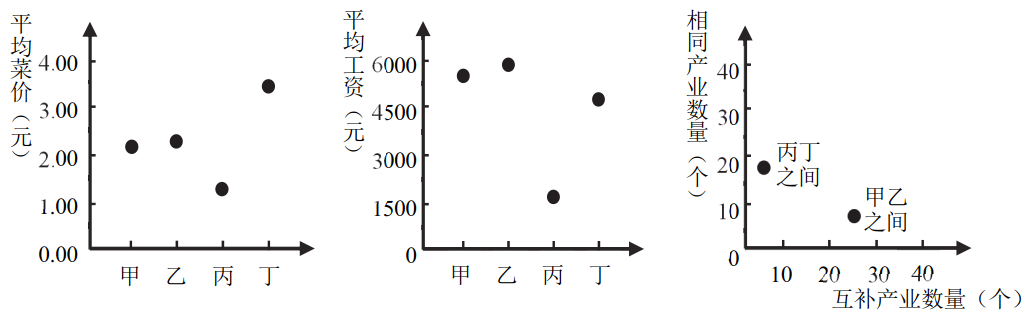 平均菜价（元）
4.00
3.00
2.00
1.00
0.00
甲 乙 丙 丁
平均工资（元）
6000
4500
3000
1500
0
甲 乙 丙 丁
相同产业数量（个）
40
30
20
10
0
丙丁
之间
甲乙
之间
10 20 30 40
互补产业数量（个）